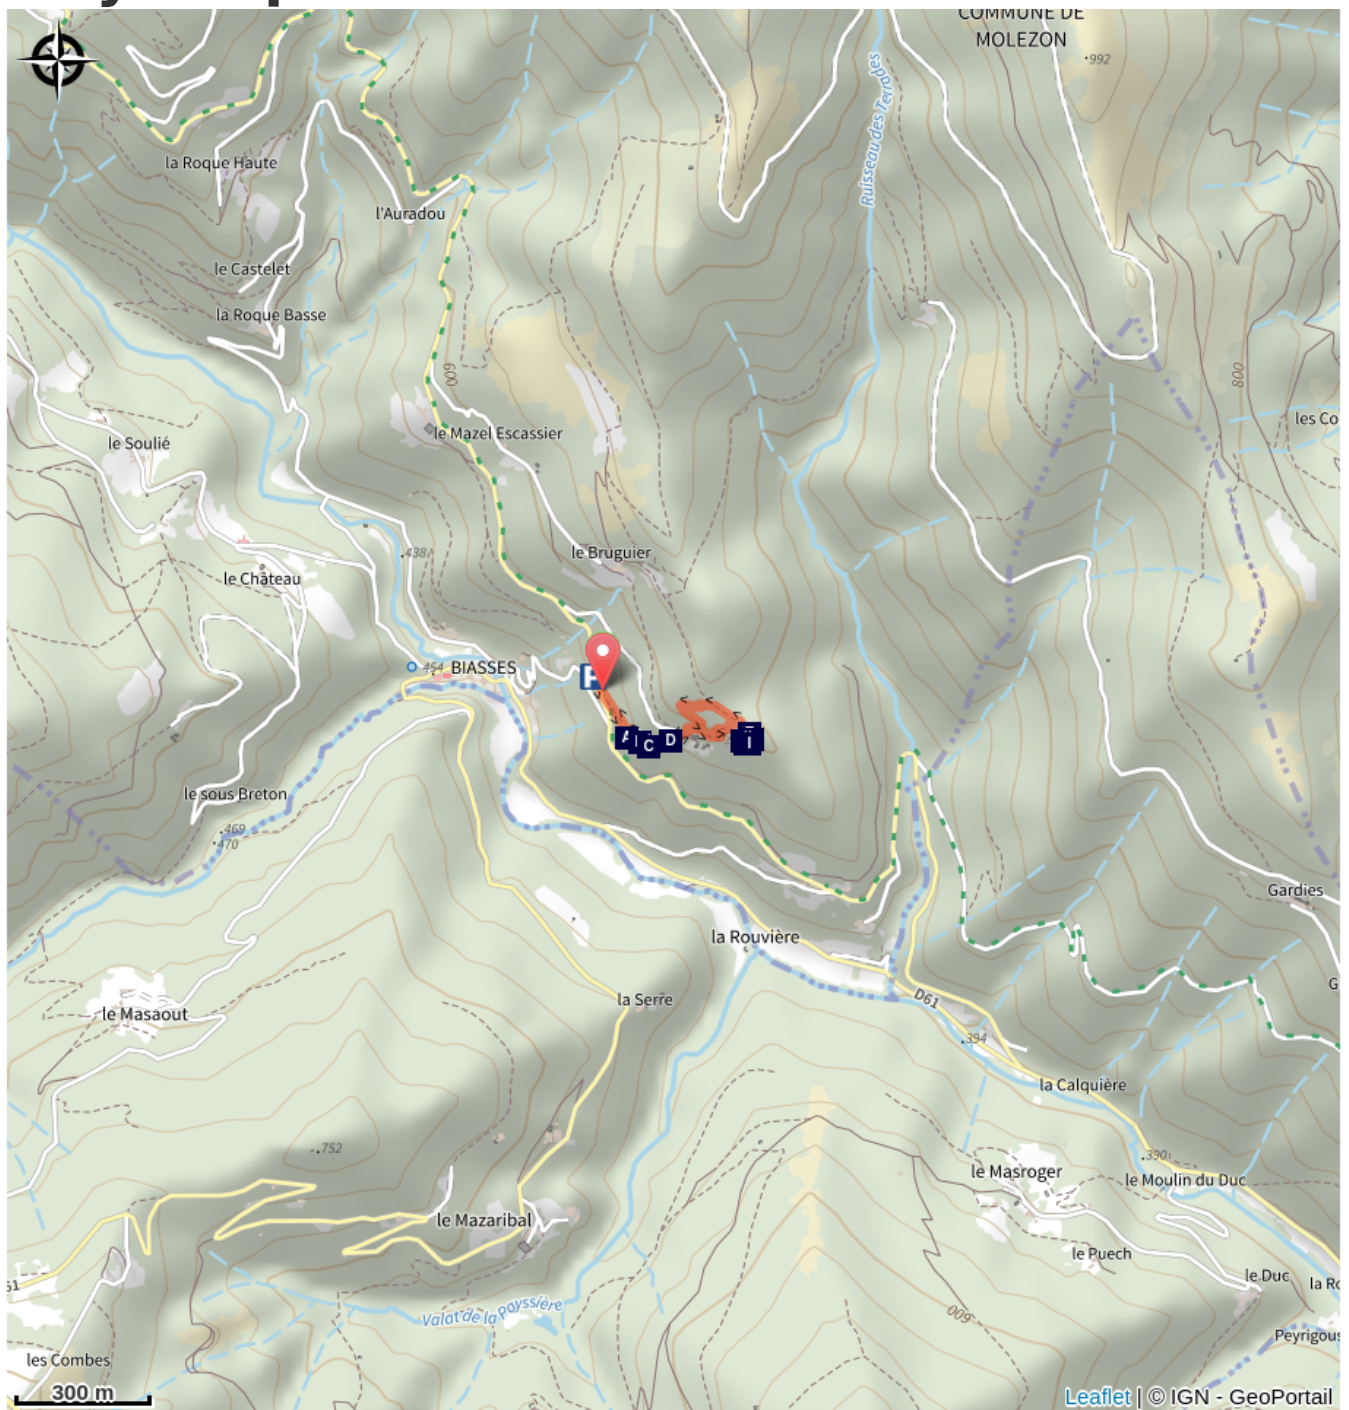 COMMUNE DE
MOLEZON
992
Ruisseau des Terrades
la Roque Haute
l'Auradou
le Castelet
la Roque Basse
600
800
les Co
le Mazel Escassier
le Soulié
438
le Bruguier
le Château
454
BIASSES
P
A
C
D
I
le sous Breton
469
470
Gardies
la Rouvière
G
la Serre
D61
le Masaout
394
la Calquière
752
390
le Masroger
le Moulin du Duc
le Mazaribal
le Puech
le Duc
la Ro
61
Valat de la Payssière
600
Peyrigous
les Combes
300 m
Leaflet | © IGN - GeoPortail